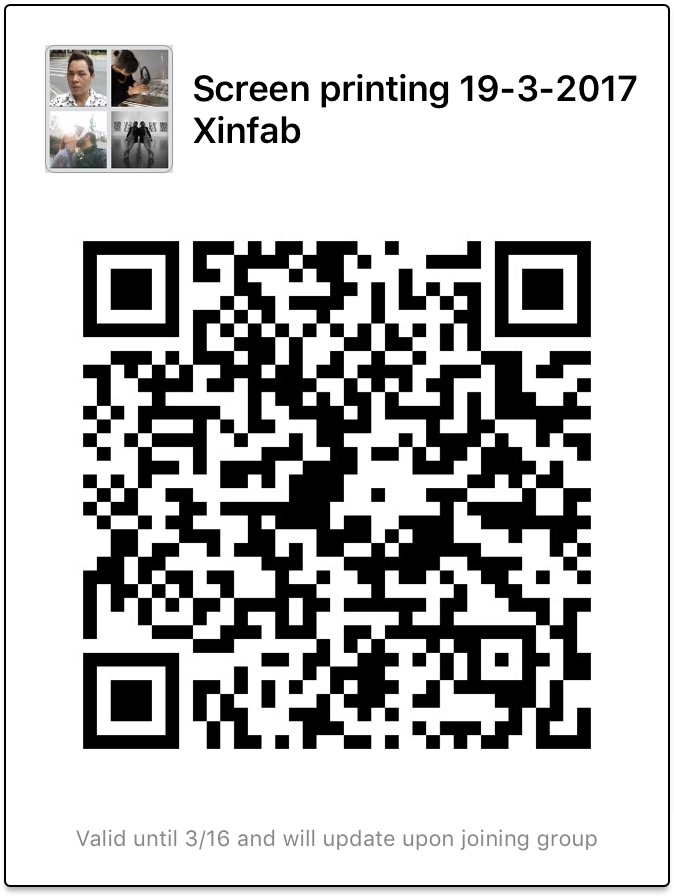 Screen printing 19-3-2017
Xinfab
Valid until 3/16 and will update upon joining group